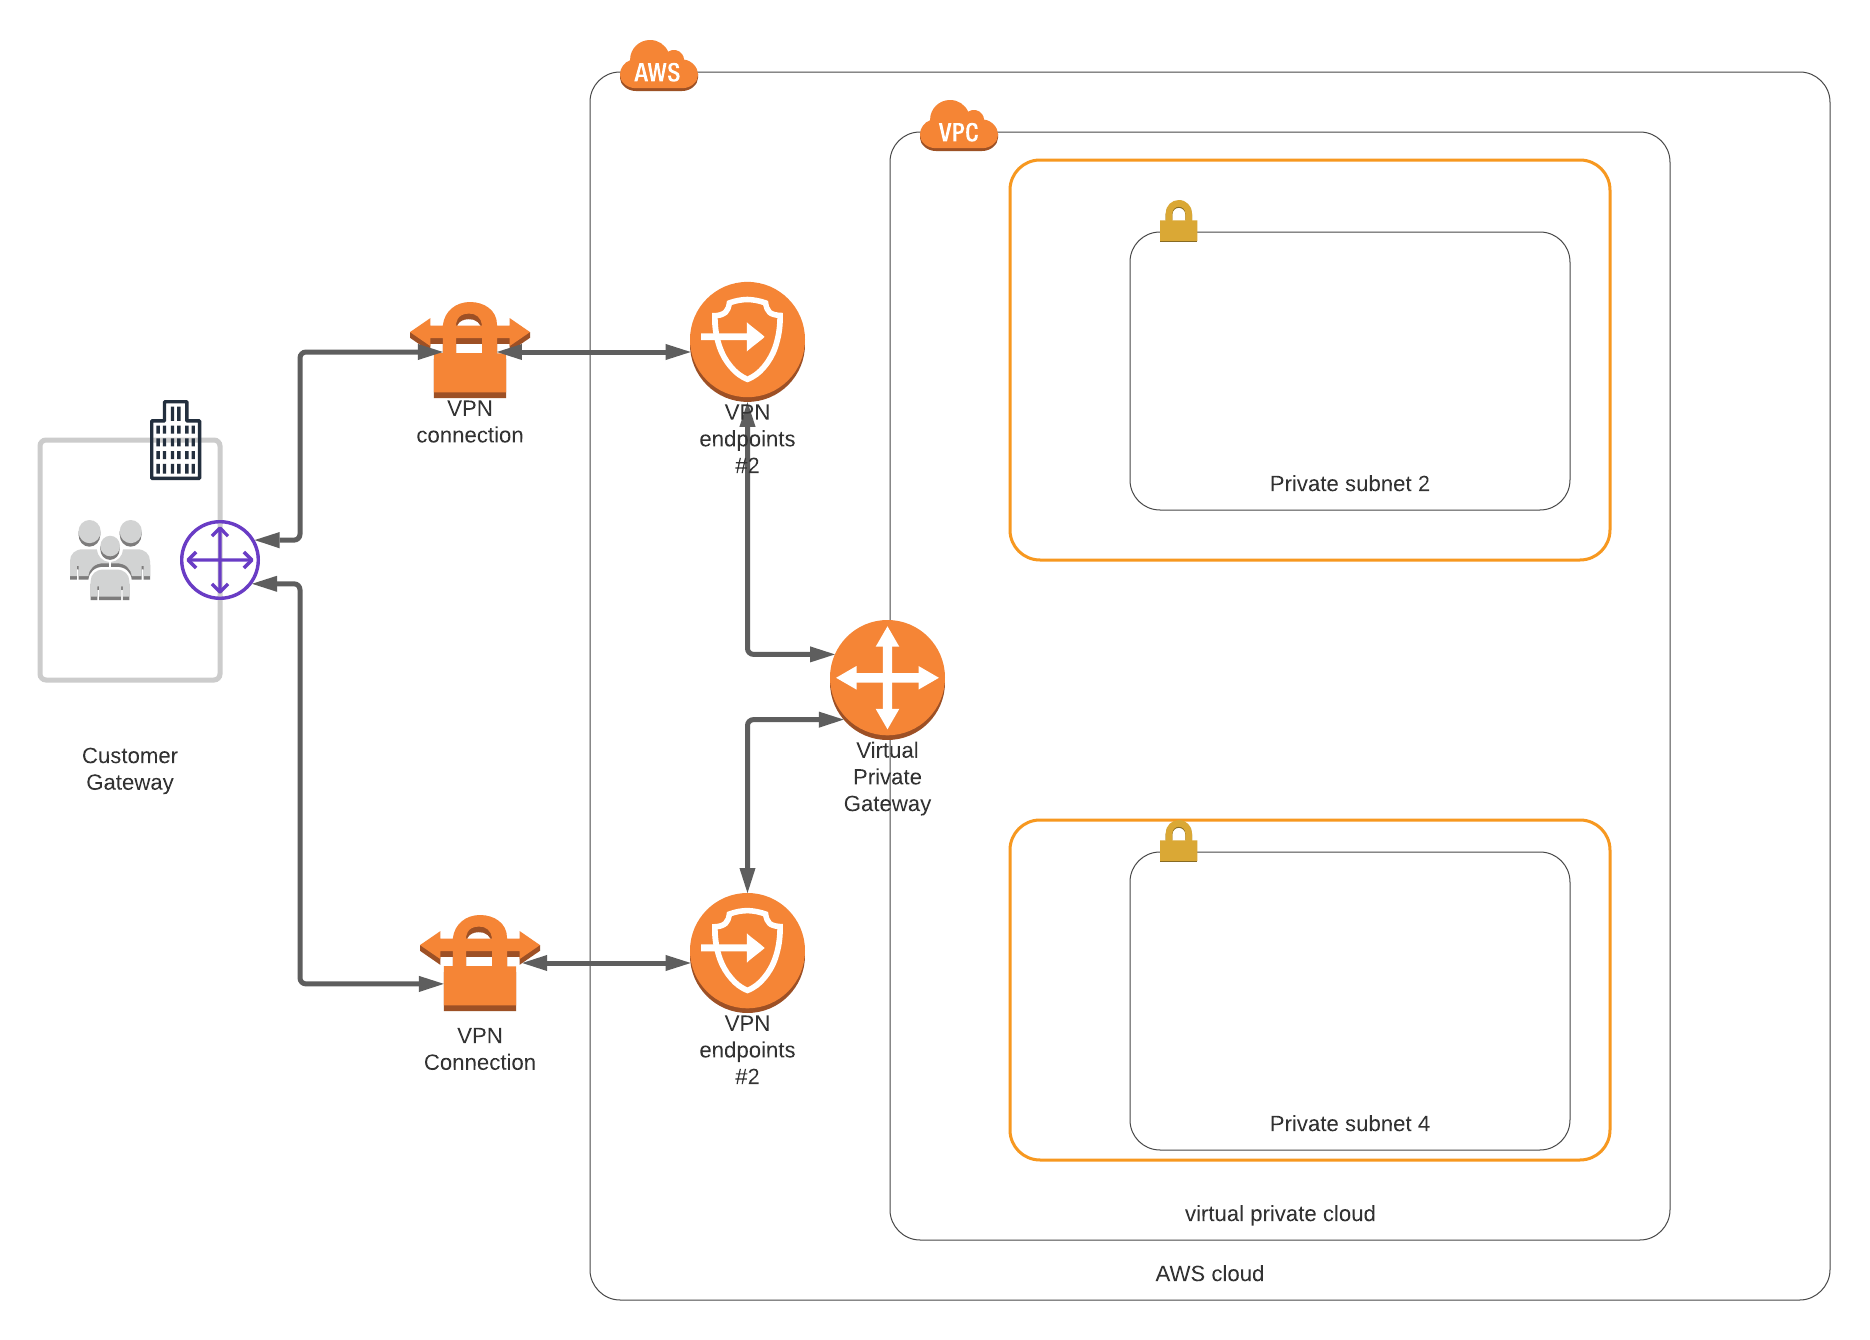 AWS
VPC
VPN
connection
VPN
endpoints
#2
Private subnet 2
Customer
Gateway
Virtual
Private
Gateway
VPN
Connection
VPN
endpoints
#2
Private subnet 4
virtual private cloud
AWS cloud